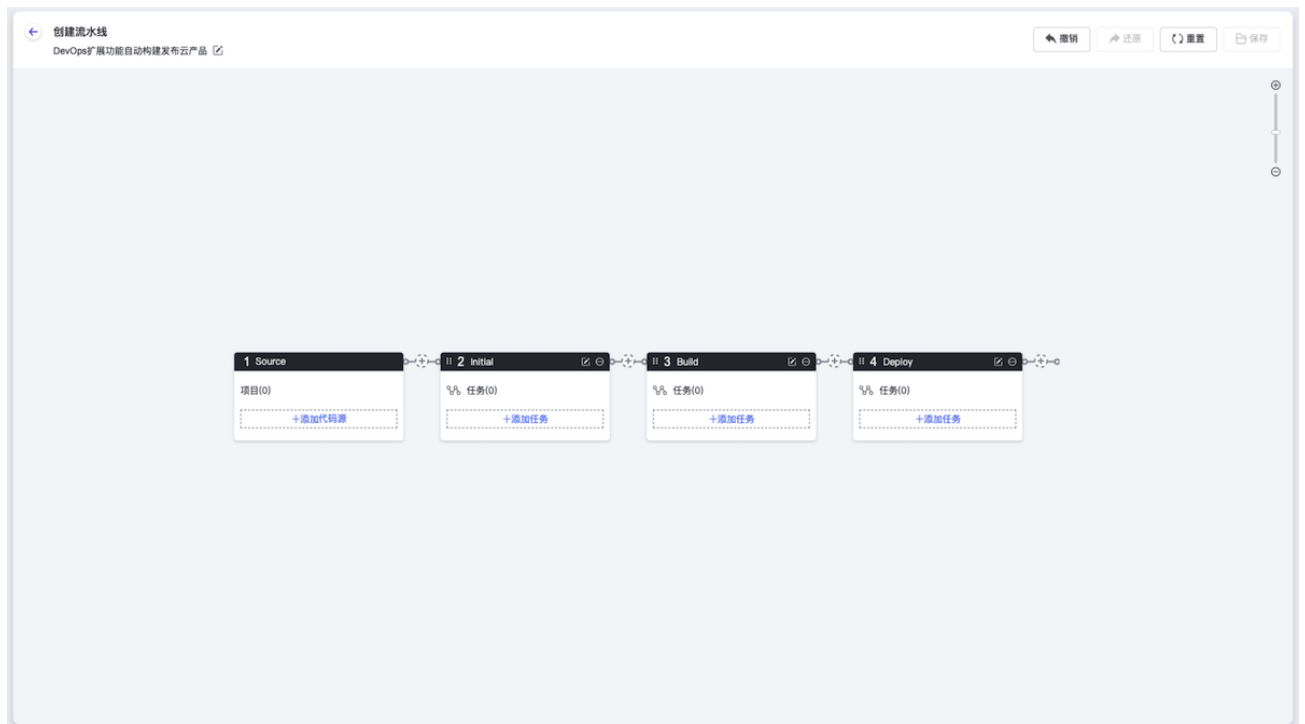 创建流水线
DevOps扩展功能自动构建发布云产品
撤销 还原 重置 保存
1 Source 2 Initial 3 Build 4 Deploy
项目(0) 任务(0) 任务(0) 任务(0)
+添加代码源 +添加任务 +添加任务 +添加任务